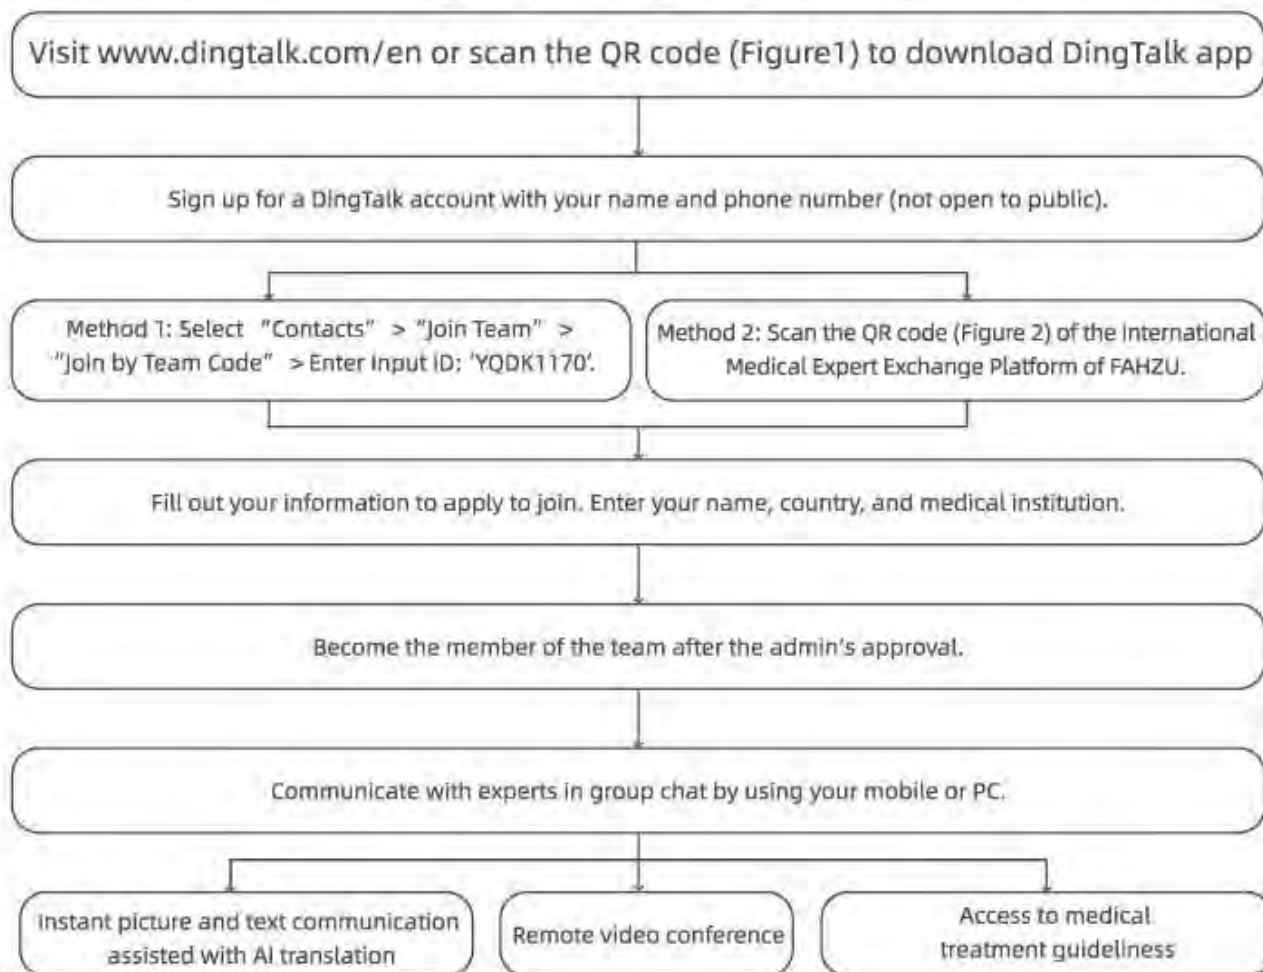 Visit www.dingtalk.com/en or scan the QR code (Figure1) to download DingTalk app
Sign up for a DingTalk account with your name and phone number (not open to public).
Method 1: Select “Contacts” > “Join Team” >
“Join by Team Code” > Enter Input ID: ‘YQDK1170’.
Method 2: Scan the QR code (Figure 2) of the International
Medical Expert Exchange Platform of FAHZU.
Fill out your information to apply to join. Enter your name, country, and medical institution.
Become the member of the team after the admin’s approval.
Communicate with experts in group chat by using your mobile or PC.
Instant picture and text communication
assisted with AI translation
Remote video conference
Access to medical
treatment guideliness